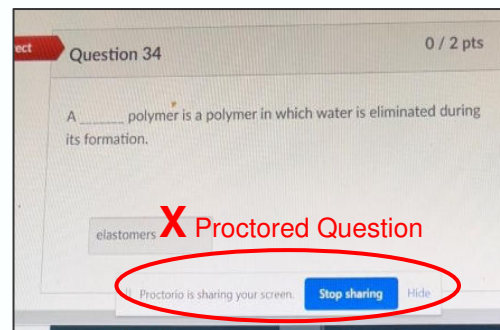 ect
Question 34
0 / 2 pts
A ______ polymer is a polymer in which water is eliminated during
its formation.
elastomers X Proctored Question
|| Proctorio is sharing your screen. Stop sharing Hide